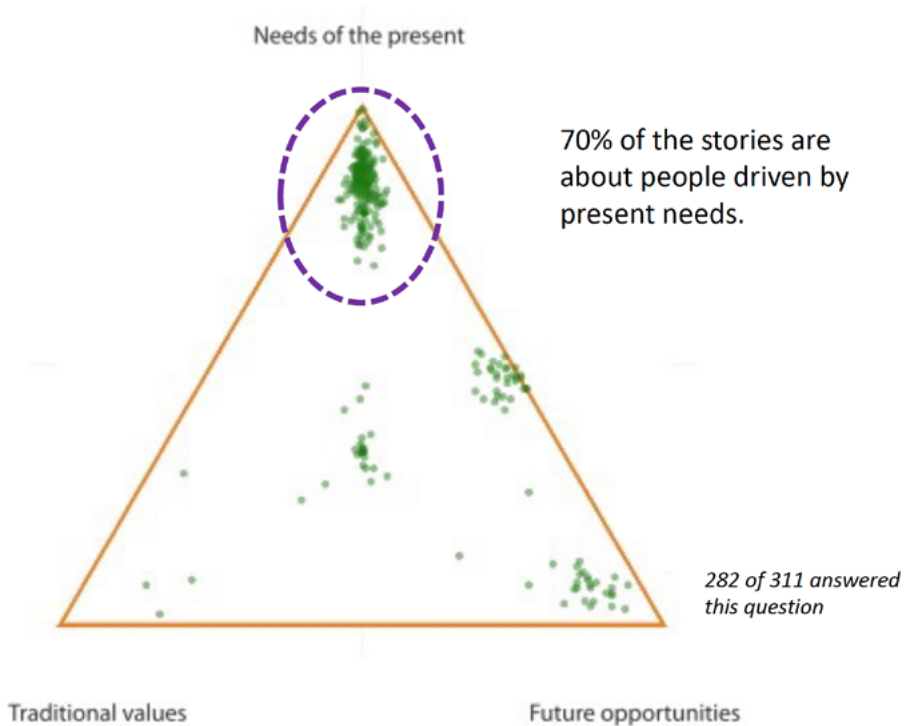 Needs of the present
70% of the stories are
about people driven by
present needs.
282 of 311 answered
this question
Traditional values
Future opportunities